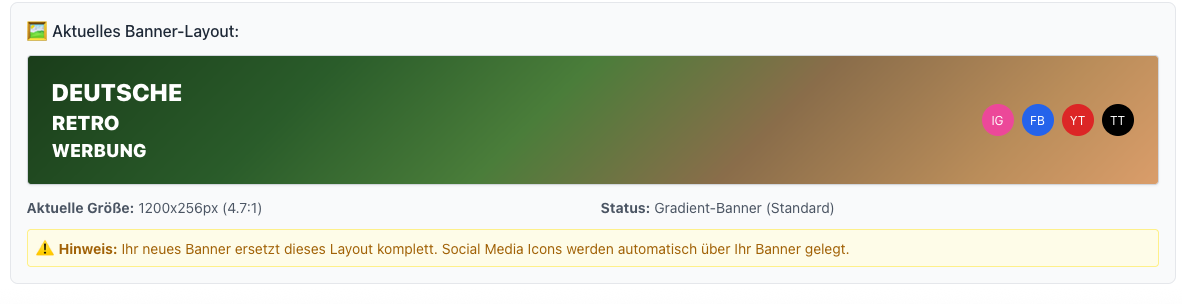 Aktuelles Banner-Layout:
DEUTSCHE
RETRO
WERBUNG
IG FB YT TT
Aktuelle Größe: 1200x256px (4.7:1)
Status: Gradient-Banner (Standard)
Hinweis: Ihr neues Banner ersetzt dieses Layout komplett. Social Media Icons werden automatisch über Ihr Banner gelegt.